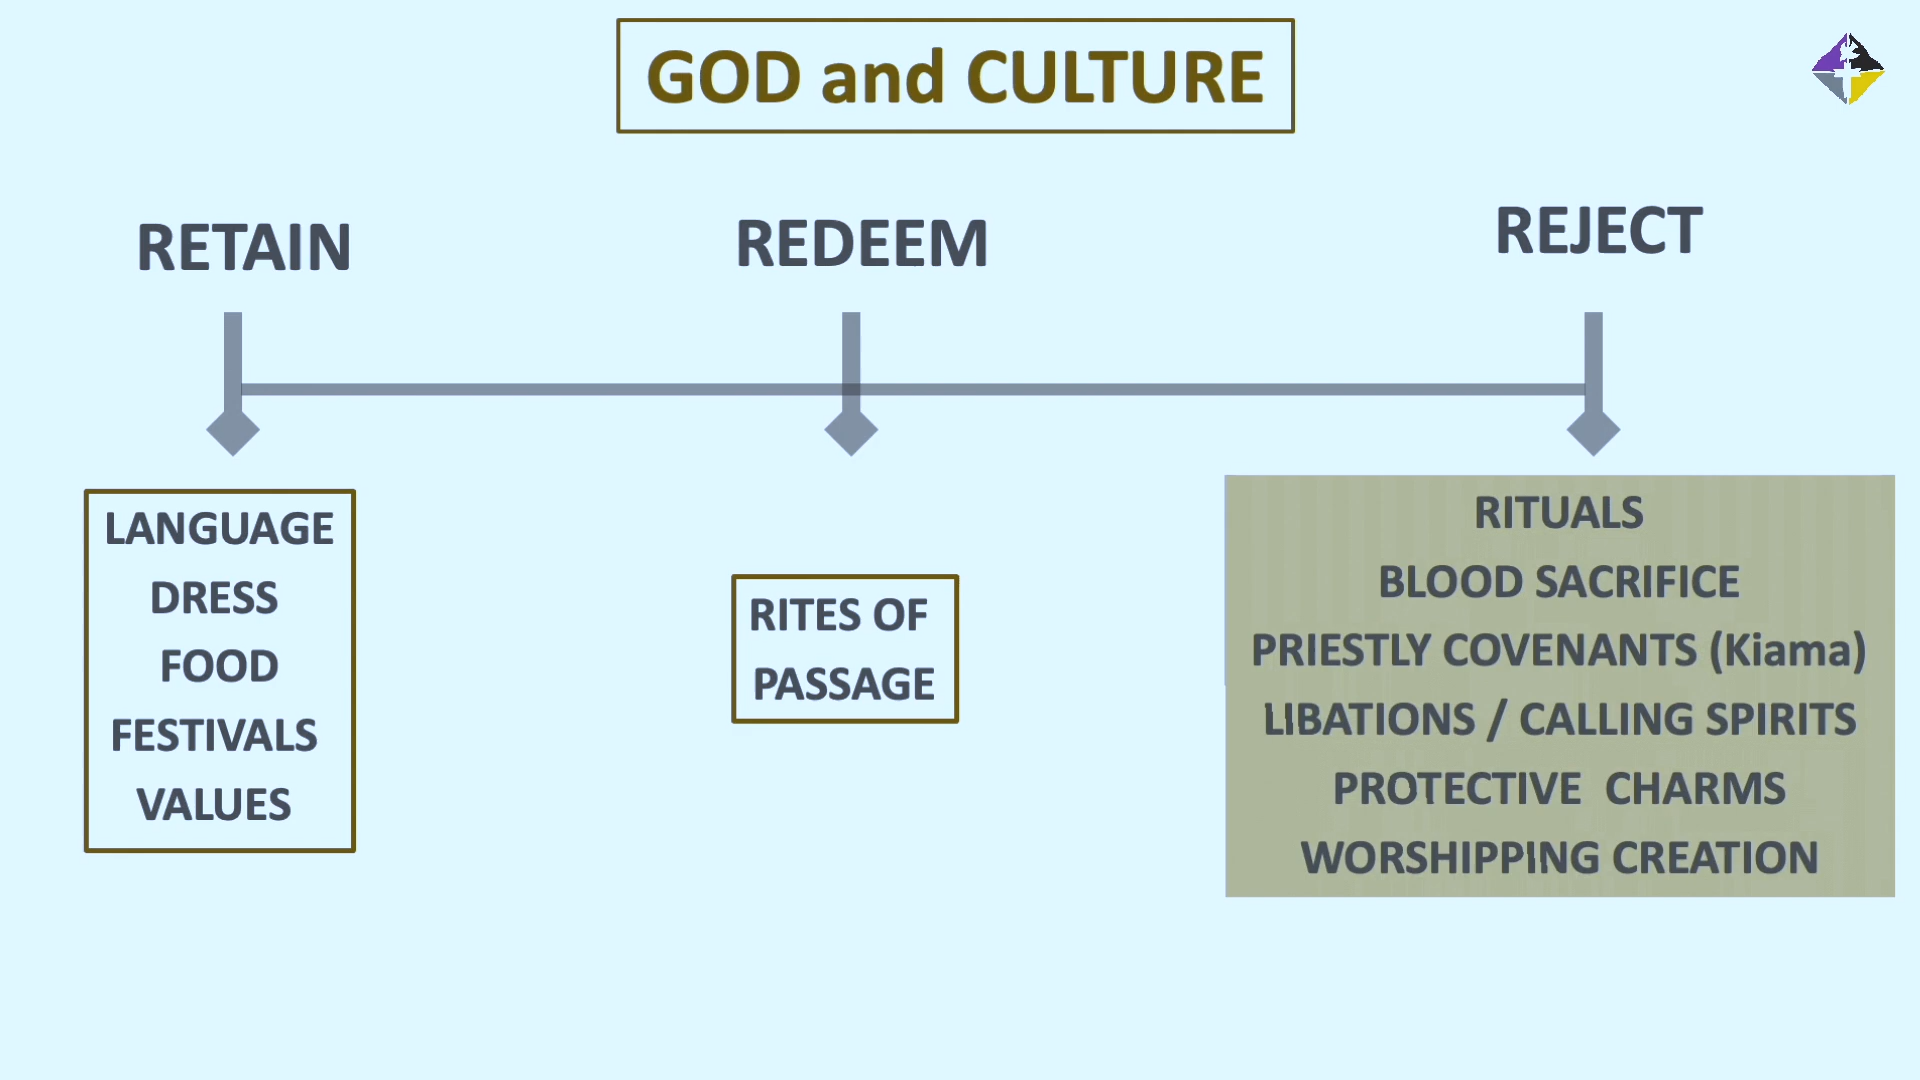 GOD and CULTURE
RETAIN
REDEEM
REJECT
LANGUAGE
DRESS
FOOD
FESTIVALS
VALUES
RITES OF
PASSAGE
RITUALS
BLOOD SACRIFICE
PRIESTLY COVENANTS (Kiama)
LIBATIONS / CALLING SPIRITS
PROTECTIVE CHARMS
WORSHIPPING CREATION